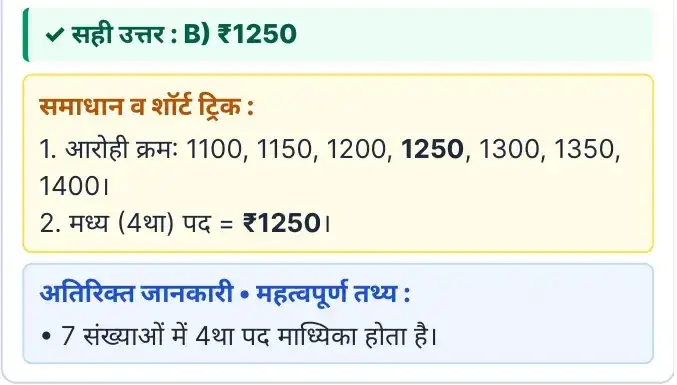 ✓ सही उत्तर : B) ₹1250
समाधान व शॉर्ट ट्रिक :
1. आरोही क्रमः 1100, 1150, 1200, 1250, 1300, 1350,
1400।
2. मध्य (4था) पद = ₹1250।
अतिरिक्त जानकारी • महत्वपूर्ण तथ्य :
• 7 संख्याओं में 4था पद माध्यिका होता है।